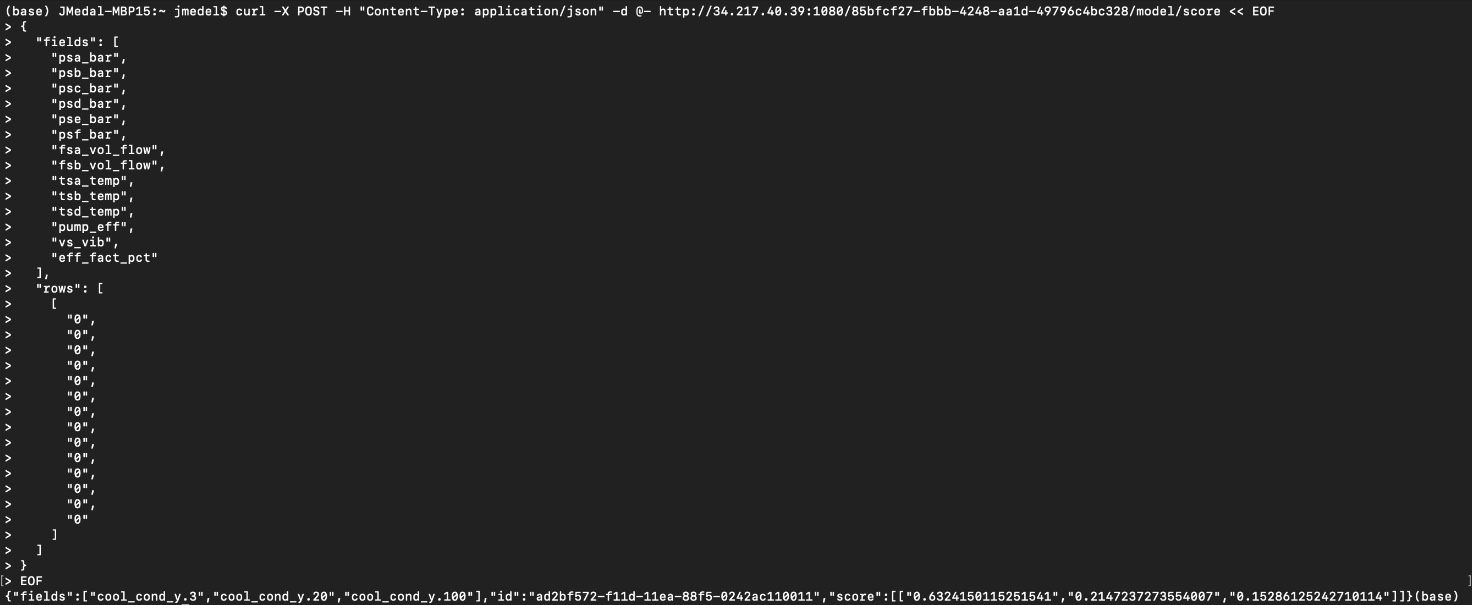 (base) JMedal-MBP15:~ jmedel$ curl -X POST -H "Content-Type: application/json" -d @- http://34.217.40.39:1080/85bfcf27-fbbb-4248-aa1d-49796c4bc328/model/score << EOF
> {
>   "fields": [
>     "psa_bar",
>     "psb_bar",
>     "psc_bar",
>     "psd_bar",
>     "pse_bar",
>     "psf_bar",
>     "fsa_vol_flow",
>     "fsb_vol_flow",
>     "tsa_temp",
>     "tsb_temp",
>     "tsd_temp",
>     "pump_eff",
>     "vs_vib",
>     "eff_fact_pct"
>   ],
>   "rows": [
>     [
>       "0",
>       "0",
>       "0",
>       "0",
>       "0",
>       "0",
>       "0",
>       "0",
>       "0",
>       "0",
>       "0",
>       "0",
>       "0",
>       "0"
>     ]
>   ]
> }
[> EOF ]
{"fields":["cool_cond_y.3","cool_cond_y.20","cool_cond_y.100"],"id":"ad2bf572-f11d-11ea-88f5-0242ac110011","score":[["0.6324150115251541","0.2147237273554007","0.15286125242710114"]]}(base)